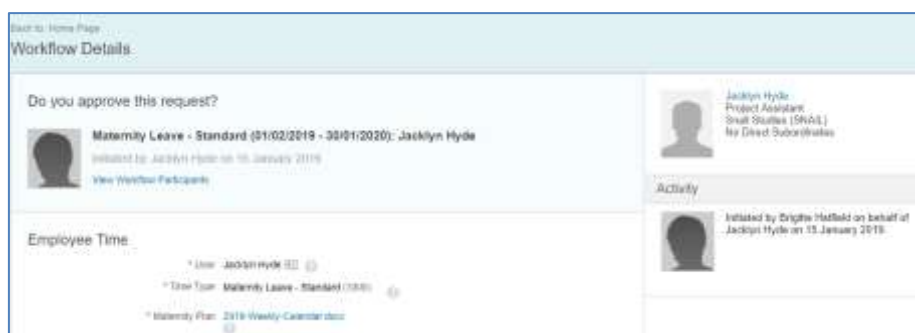 Back to: Home Page
Workflow Details
Do you approve this request?
Maternity Leave - Standard (01/02/2019 - 30/01/2020): Jacklyn Hyde
Initiated by Jacklyn Hyde on 15 January 2019
View Workflow Participants
Employee Time
* User Jacklyn Hyde
* Time Type Maternity Leave - Standard
* Maternity Plan 2019-Weekly-Calendar.docx
Jacklyn Hyde
Project Assistant
Snail Studies (SNAIL)
No Direct Subordinates
Activity
Initiated by Brigitte Hatfield on behalf of
Jacklyn Hyde on 15 January 2019